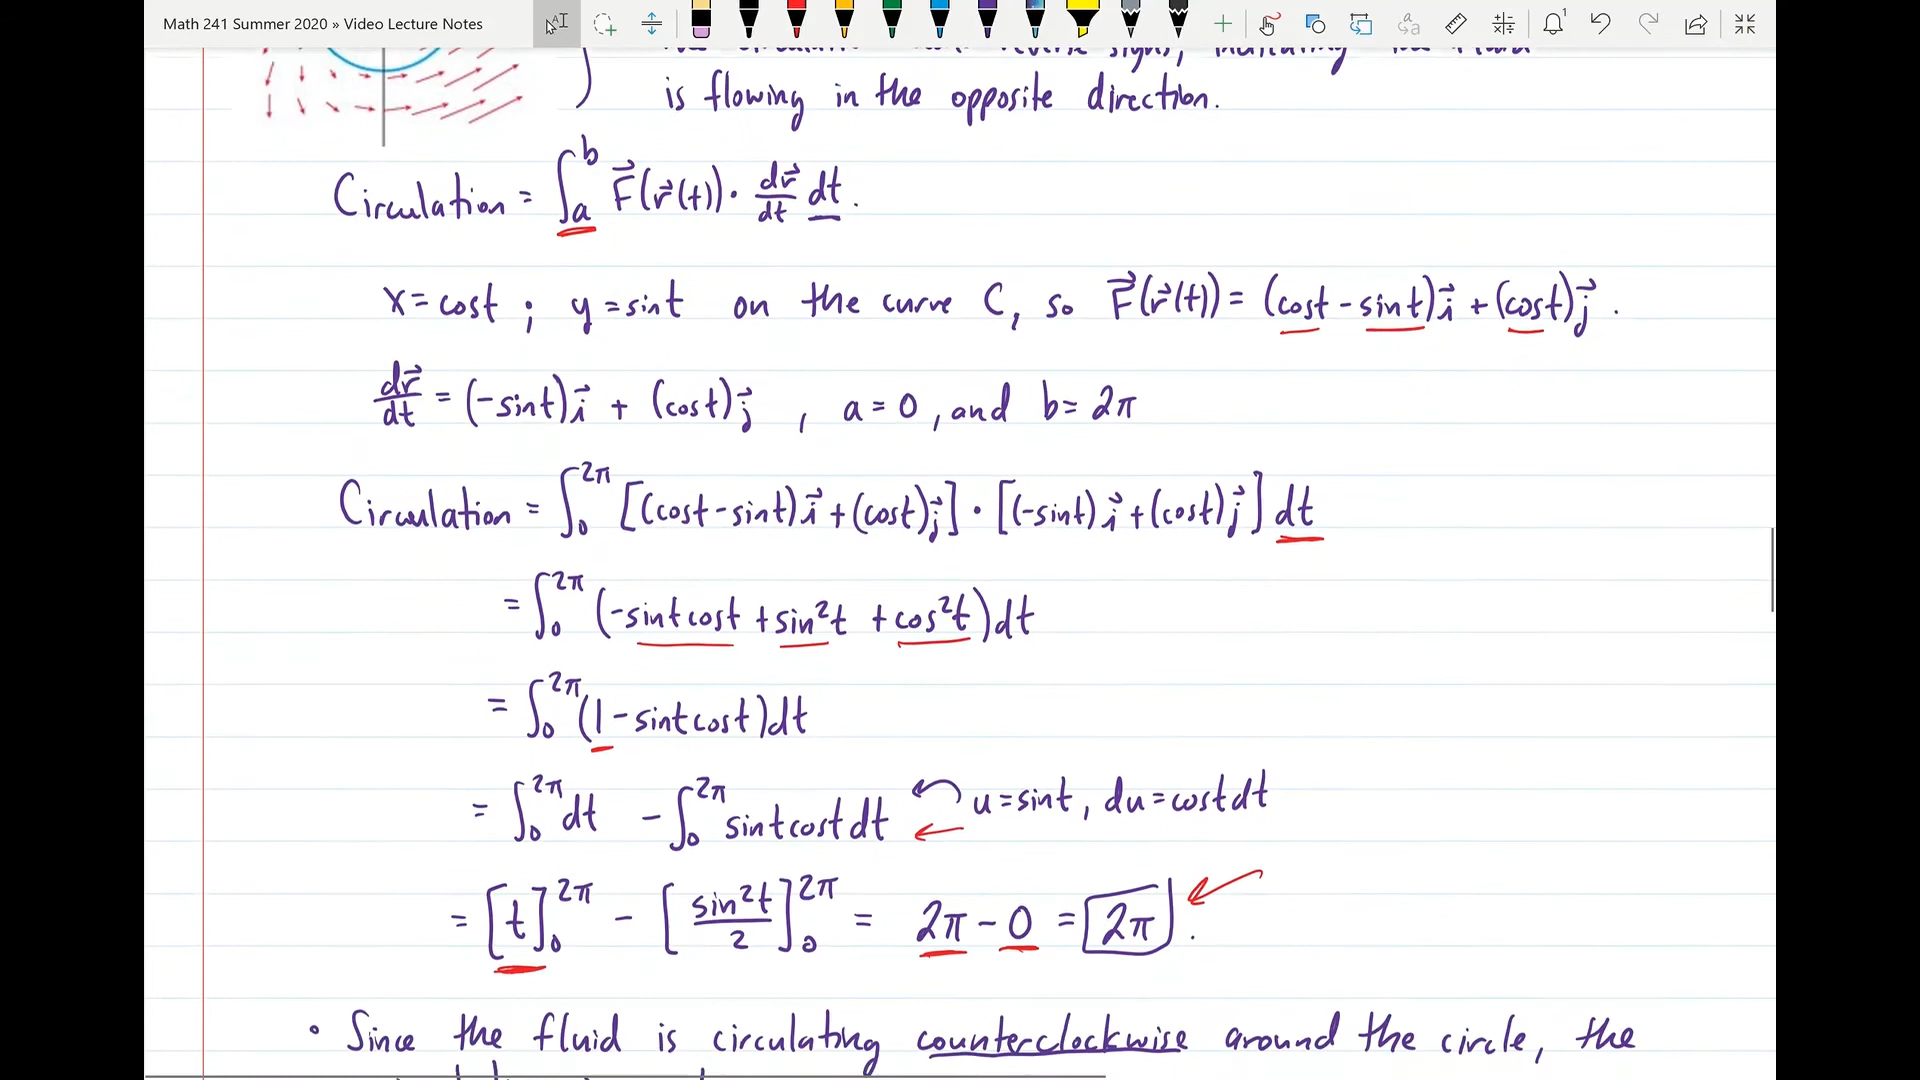 Math 241 Summer 2020 » Video Lecture Notes
is flowing in the opposite direction.
Circulation = ∫_a^b F⃗(r⃗(t)) · dr⃗/dt dt.
x = cost ; y = sint on the curve C, so F⃗(r⃗(t)) = (cost - sint)i⃗ + (cost)j⃗.
dr⃗/dt = (-sint)i⃗ + (cost)j⃗, a = 0, and b = 2π
Circulation = ∫_0^2π [(cost - sint)i⃗ + (cost)j⃗] · [(-sint)i⃗ + (cost)j⃗] dt
= ∫_0^2π (-sintcost + sin²t + cos²t)dt
= ∫_0^2π (1 - sintcost)dt
= ∫_0^2π dt - ∫_0^2π sintcostdt u = sint, du = costdt
= [t]_0^2π - [sin²t/2]_0^2π = 2π - 0 = 2π.
• Since the fluid is circulating counterclockwise around the circle, the